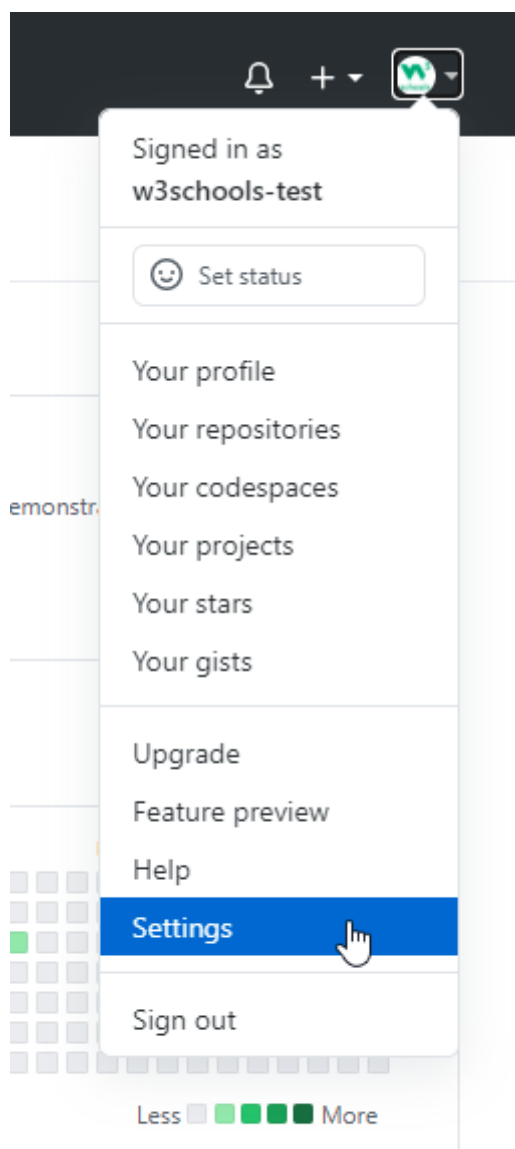 Signed in as
w3schools-test
Set status
Your profile
Your repositories
Your codespaces
emonstr
Your projects
Your stars
Your gists
Upgrade
Feature preview
Help
Settings
Sign out
Less More